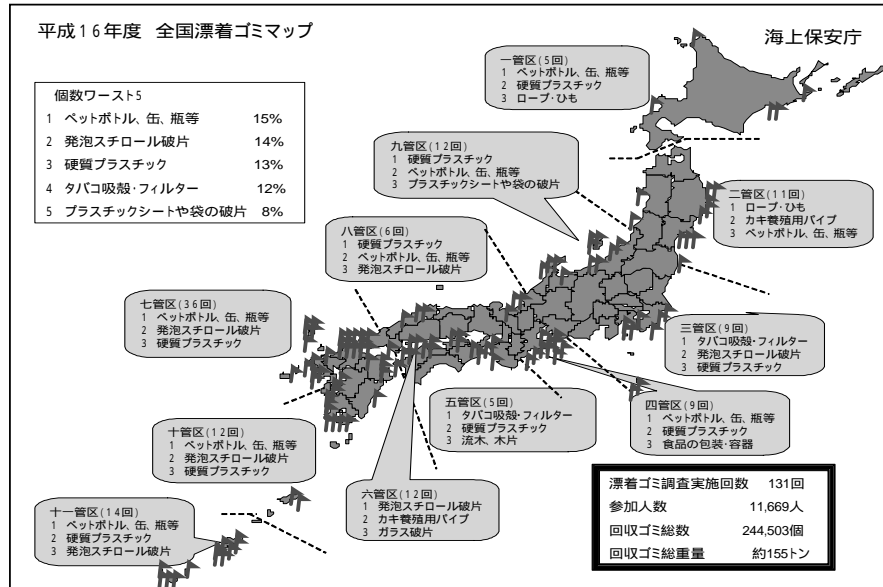 平成16年度 全国漂着ゴミマップ
海上保安庁
個数ワースト5
1 ペットボトル、缶、瓶等 15%
2 発泡スチロール破片 14%
3 硬質プラスチック 13%
4 タバコ吸殻・フィルター 12%
5 プラスチックシートや袋の破片 8%
一管区(5回)
1 ペットボトル、缶、瓶等
2 硬質プラスチック
3 ロープ・ひも
九管区(12回)
1 硬質プラスチック
2 ペットボトル、缶、瓶等
3 プラスチックシートや袋の破片
二管区(11回)
1 ロープ・ひも
2 カキ養殖用パイプ
3 ペットボトル、缶、瓶等
八管区(6回)
1 硬質プラスチック
2 ペットボトル、缶、瓶等
3 発泡スチロール破片
七管区(36回)
1 ペットボトル、缶、瓶等
2 発泡スチロール破片
3 硬質プラスチック
三管区(9回)
1 タバコ吸殻・フィルター
2 発泡スチロール破片
3 硬質プラスチック
五管区(5回)
1 タバコ吸殻・フィルター
2 硬質プラスチック
3 流木、木片
四管区(9回)
1 ペットボトル、缶、瓶等
2 硬質プラスチック
3 食品の包装・容器
十管区(12回)
1 ペットボトル、缶、瓶等
2 発泡スチロール破片
3 硬質プラスチック
六管区(12回)
1 発泡スチロール破片
2 カキ養殖用パイプ
3 ガラス破片
十一管区(14回)
1 ペットボトル、缶、瓶等
2 硬質プラスチック
3 発泡スチロール破片
漂着ゴミ調査実施回数 131回
参加人数 11,669人
回収ゴミ総数 244,503個
回収ゴミ総重量 約155トン